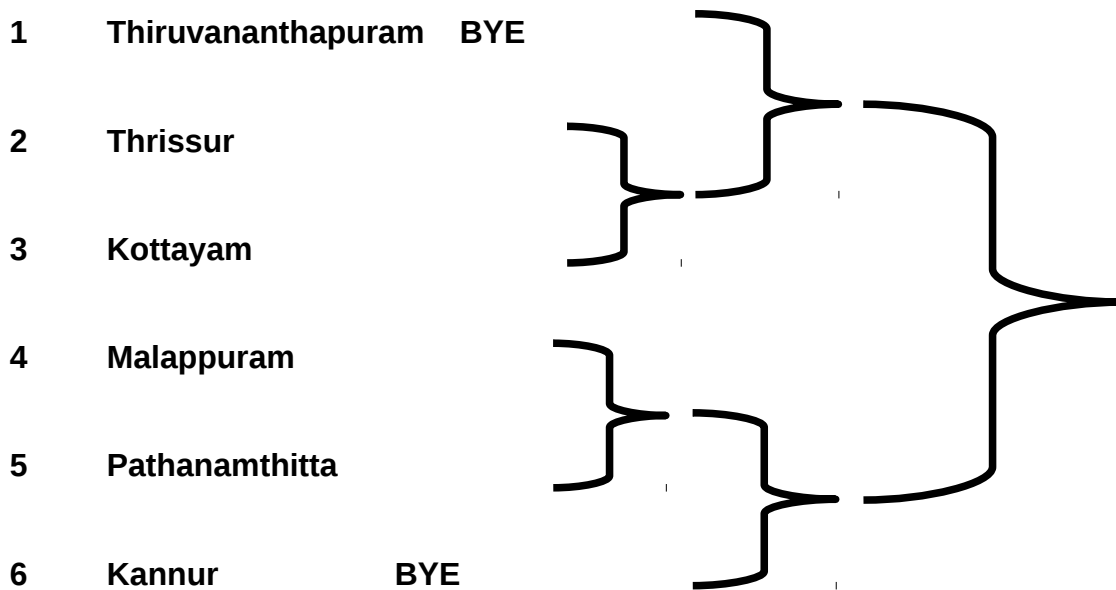 1 Thiruvananthapuram BYE
2 Thrissur
3 Kottayam
4 Malappuram
5 Pathanamthitta
6 Kannur BYE